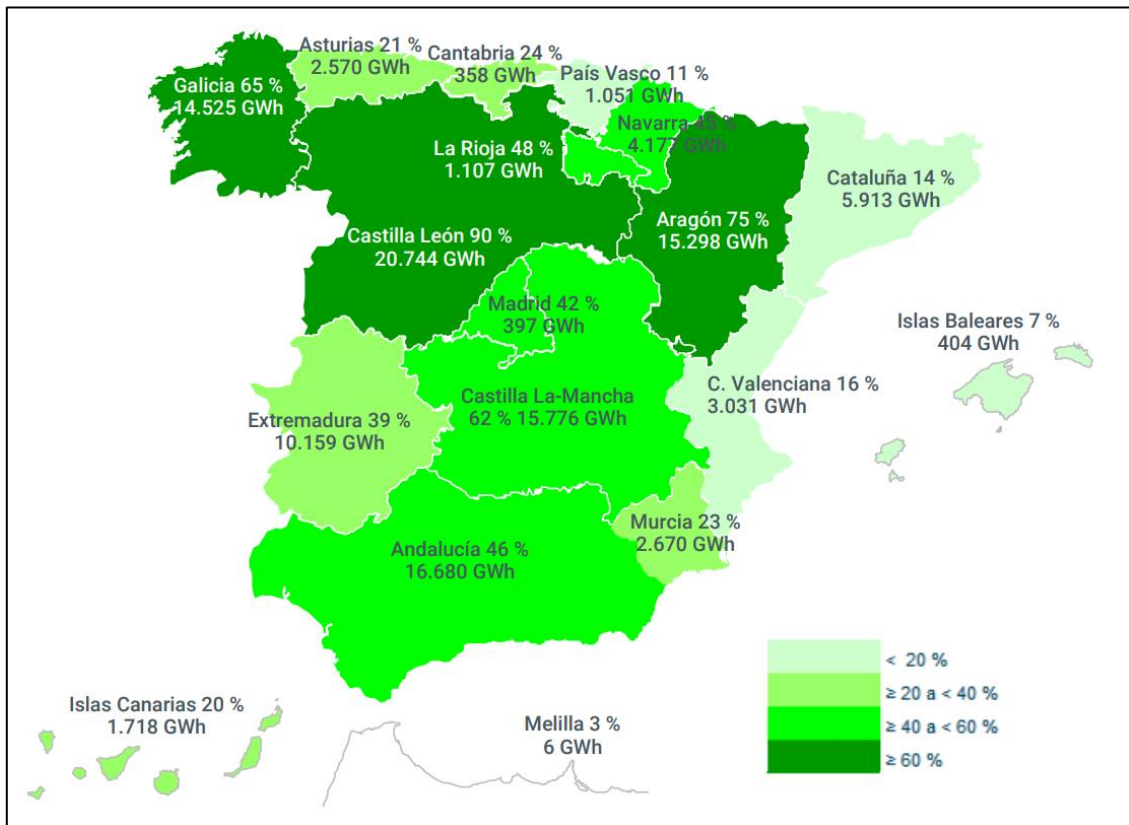 Asturias 21 %
2.570 GWh
Cantabria 24 %
358 GWh
País Vasco 11 %
1.051 GWh
Galicia 65 %
14.525 GWh
Navarra 45 %
4.177 GWh
La Rioja 48 %
1.107 GWh
Cataluña 14 %
5.913 GWh
Aragón 75 %
15.298 GWh
Castilla León 90 %
20.744 GWh
Madrid 42 %
397 GWh
Islas Baleares 7 %
404 GWh
C. Valenciana 16 %
3.031 GWh
Castilla La-Mancha
62 % 15.776 GWh
Extremadura 39 %
10.159 GWh
Murcia 23 %
2.670 GWh
Andalucía 46 %
16.680 GWh
Islas Canarias 20 %
1.718 GWh
Melilla 3 %
6 GWh
< 20 %
≥ 20 a < 40 %
≥ 40 a < 60 %
≥ 60 %